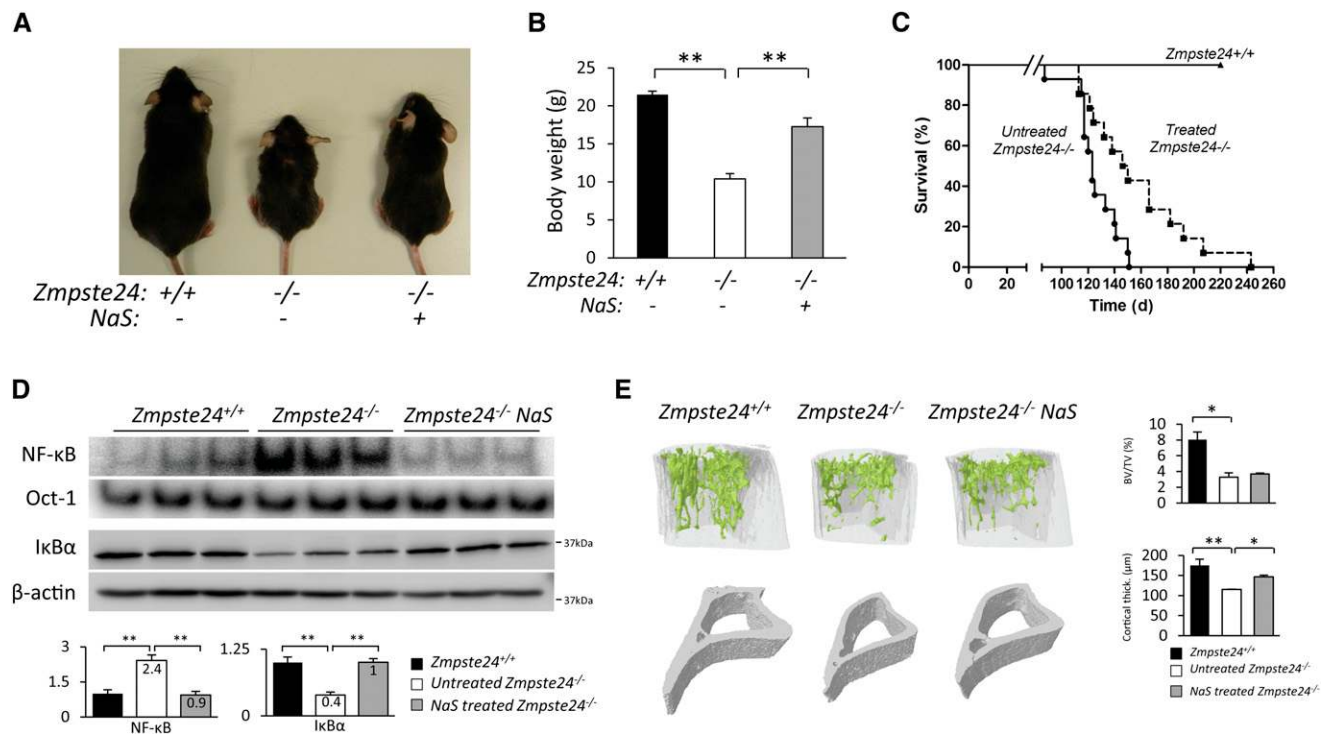 A
Zmpste24: +/+ -/- -/-
NaS: - - +
B
** **
Body weight (g)
25
20
15
10
5
0
Zmpste24: +/+ -/- -/-
NaS: - - +
C
Zmpste24+/+
Survival (%)
100
80
60
40
20
0
Untreated
Zmpste24-/-
Treated
Zmpste24-/-
0 20 100 120 140 160 180 200 220 240 260
Time (d)
D
Zmpste24+/+ Zmpste24-/- Zmpste24-/- NaS
NF-κB
Oct-1
IκBα
37kDa
β-actin
37kDa
3
1.5
0
** **
2.4
0.9
NF-κB
1.25
0
** **
0.4
1
IκBα
Zmpste24+/+
Untreated Zmpste24-/-
NaS treated Zmpste24-/-
E
Zmpste24+/+ Zmpste24-/- Zmpste24-/- NaS
BV/TV (%)
10
8
6
4
2
0
*
Cortical thick. (μm)
200
150
100
50
0
** *
Zmpste24+/+
Untreated Zmpste24-/-
NaS treated Zmpste24-/-